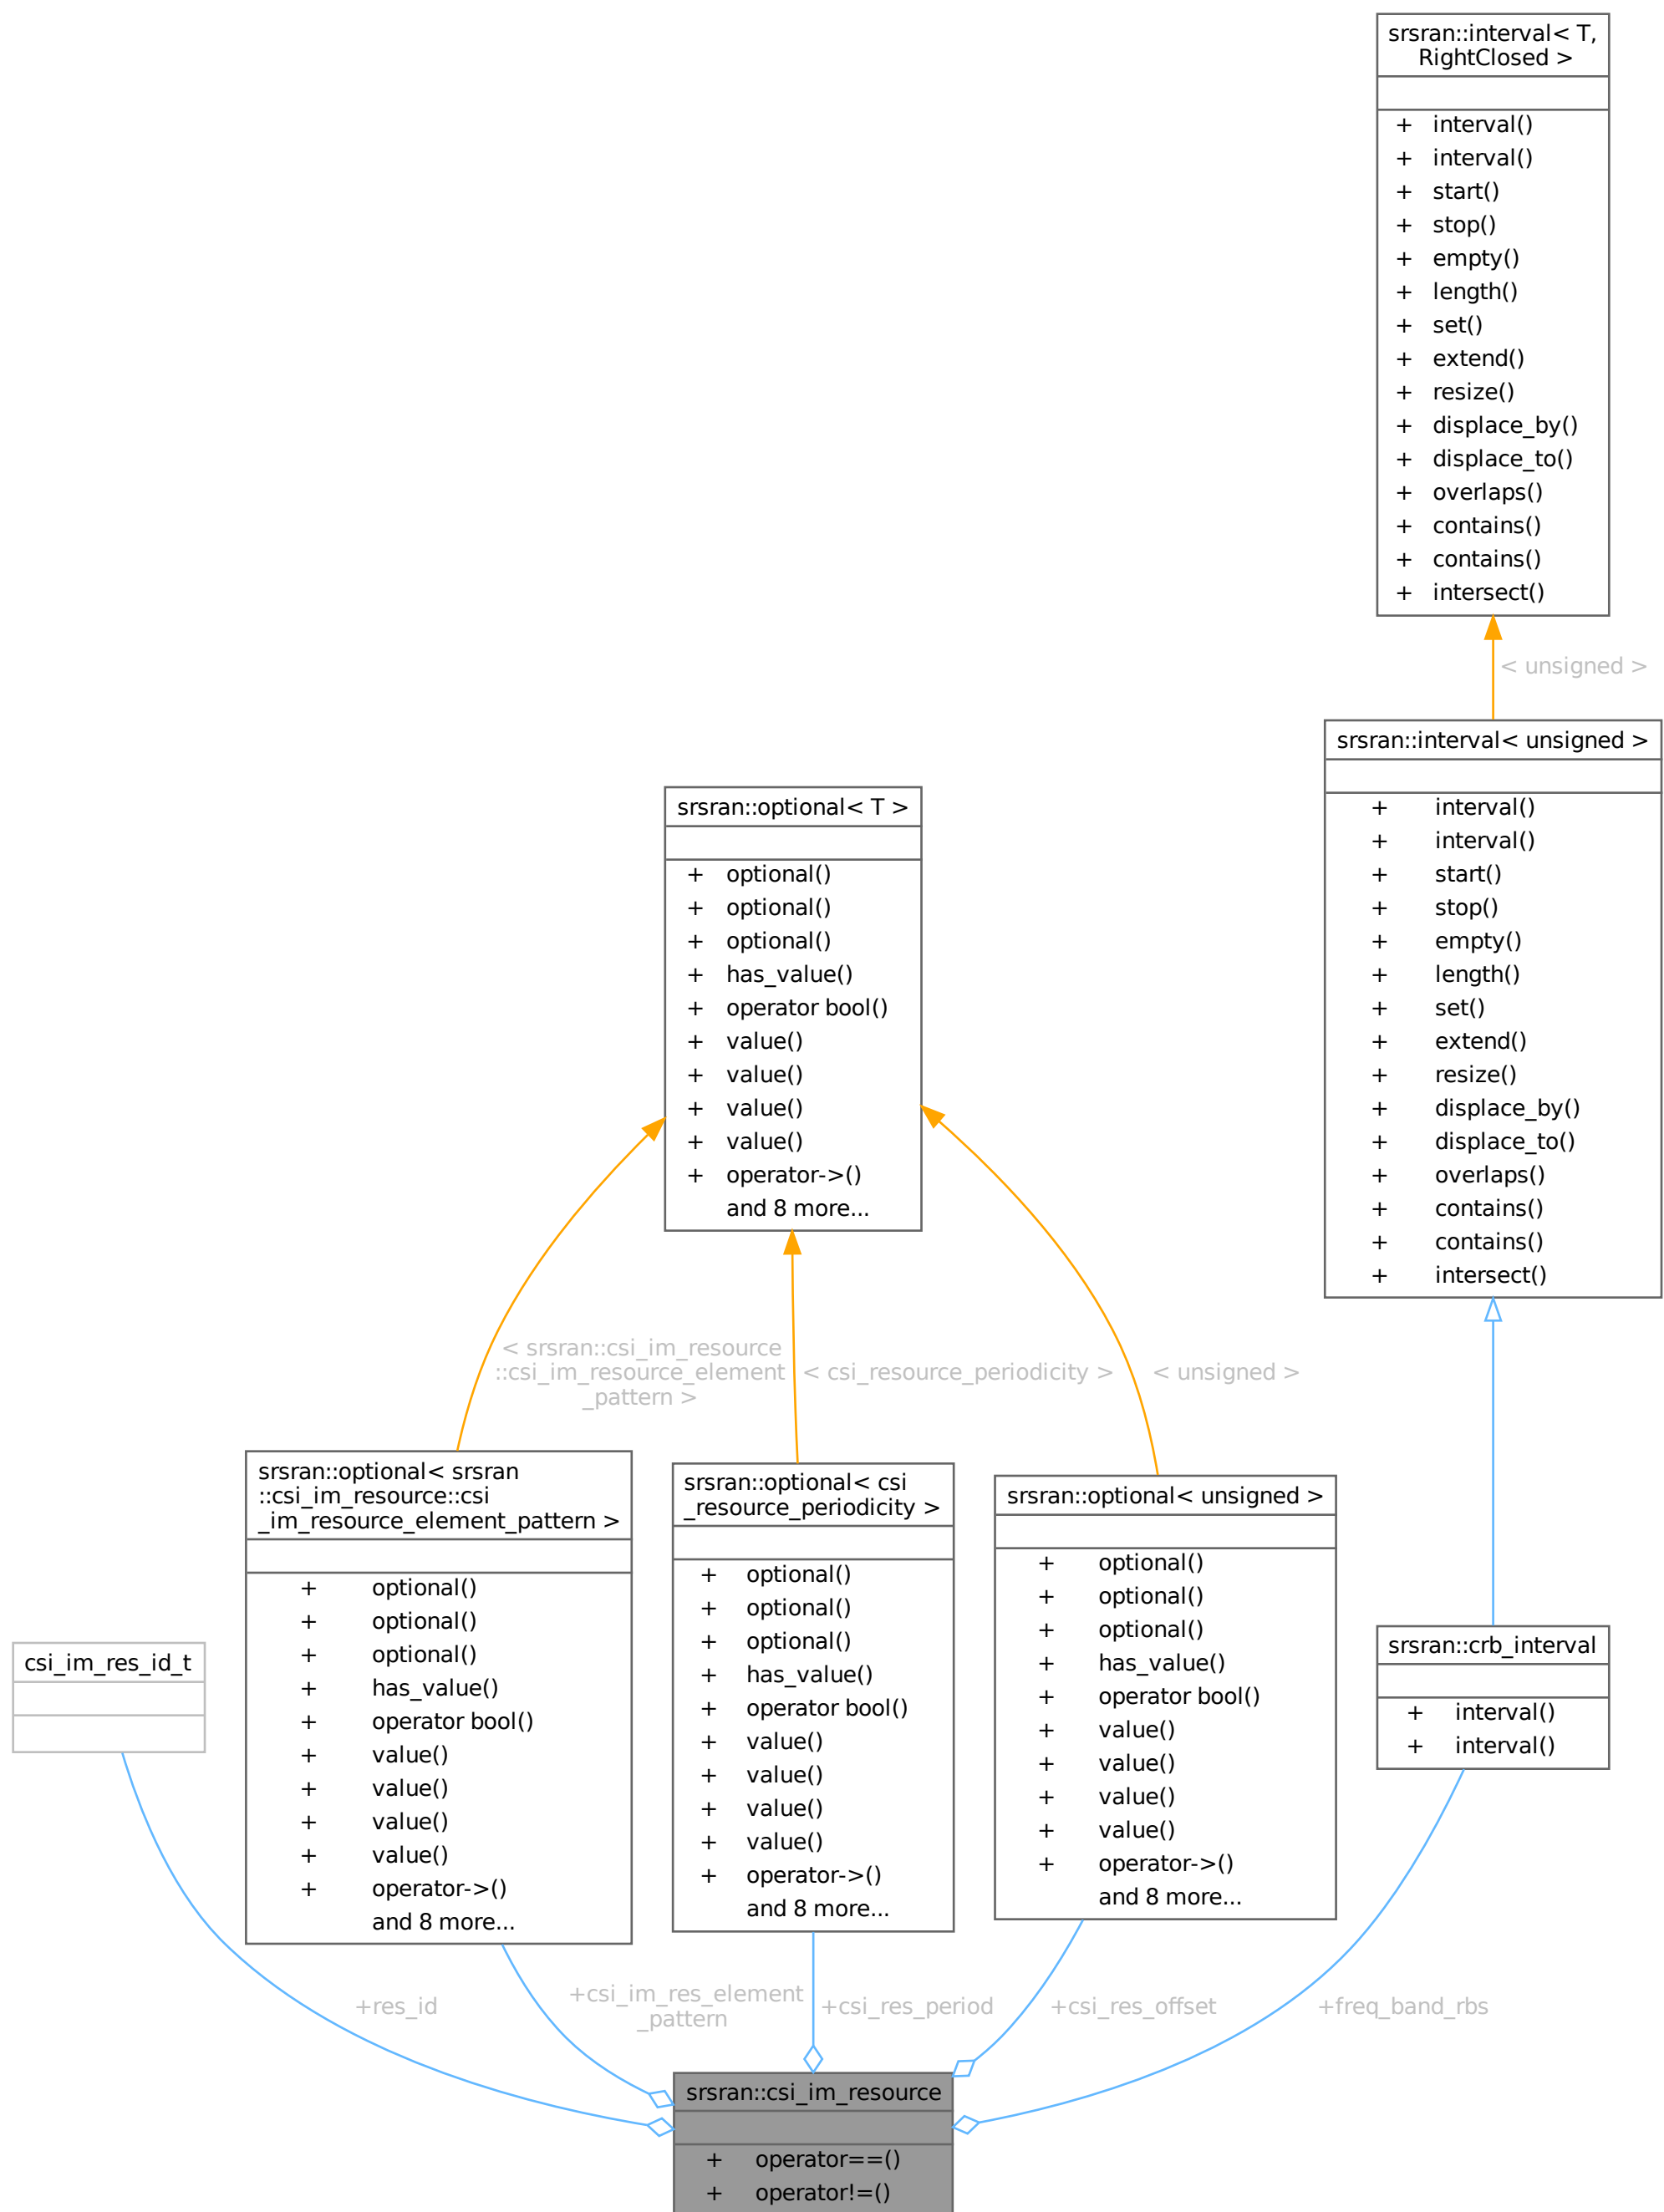 srsran::interval< T,
RightClosed >
+ interval()
+ interval()
+ start()
+ stop()
+ empty()
+ length()
+ set()
+ extend()
+ resize()
+ displace_by()
+ displace_to()
+ overlaps()
+ contains()
+ contains()
+ intersect()
< unsigned >
srsran::interval< unsigned >
+ interval()
+ interval()
+ start()
+ stop()
+ empty()
+ length()
+ set()
+ extend()
+ resize()
+ displace_by()
+ displace_to()
+ overlaps()
+ contains()
+ contains()
+ intersect()
srsran::optional< T >
+ optional()
+ optional()
+ optional()
+ has_value()
+ operator bool()
+ value()
+ value()
+ value()
+ value()
+ operator->()
and 8 more...
< srsran::csi_im_resource
::csi_im_resource_element
_pattern >
< csi_resource_periodicity >
< unsigned >
srsran::optional< srsran
::csi_im_resource::csi
_im_resource_element_pattern >
+ optional()
+ optional()
+ optional()
+ has_value()
+ operator bool()
+ value()
+ value()
+ value()
+ value()
+ operator->()
and 8 more...
srsran::optional< csi
_resource_periodicity >
+ optional()
+ optional()
+ optional()
+ has_value()
+ operator bool()
+ value()
+ value()
+ value()
+ value()
+ operator->()
and 8 more...
srsran::optional< unsigned >
+ optional()
+ optional()
+ optional()
+ has_value()
+ operator bool()
+ value()
+ value()
+ value()
+ value()
+ operator->()
and 8 more...
srsran::crb_interval
+ interval()
+ interval()
csi_im_res_id_t
+res_id
+csi_im_res_element
_pattern
+csi_res_period
+csi_res_offset
+freq_band_rbs
srsran::csi_im_resource
+ operator==()
+ operator!=()